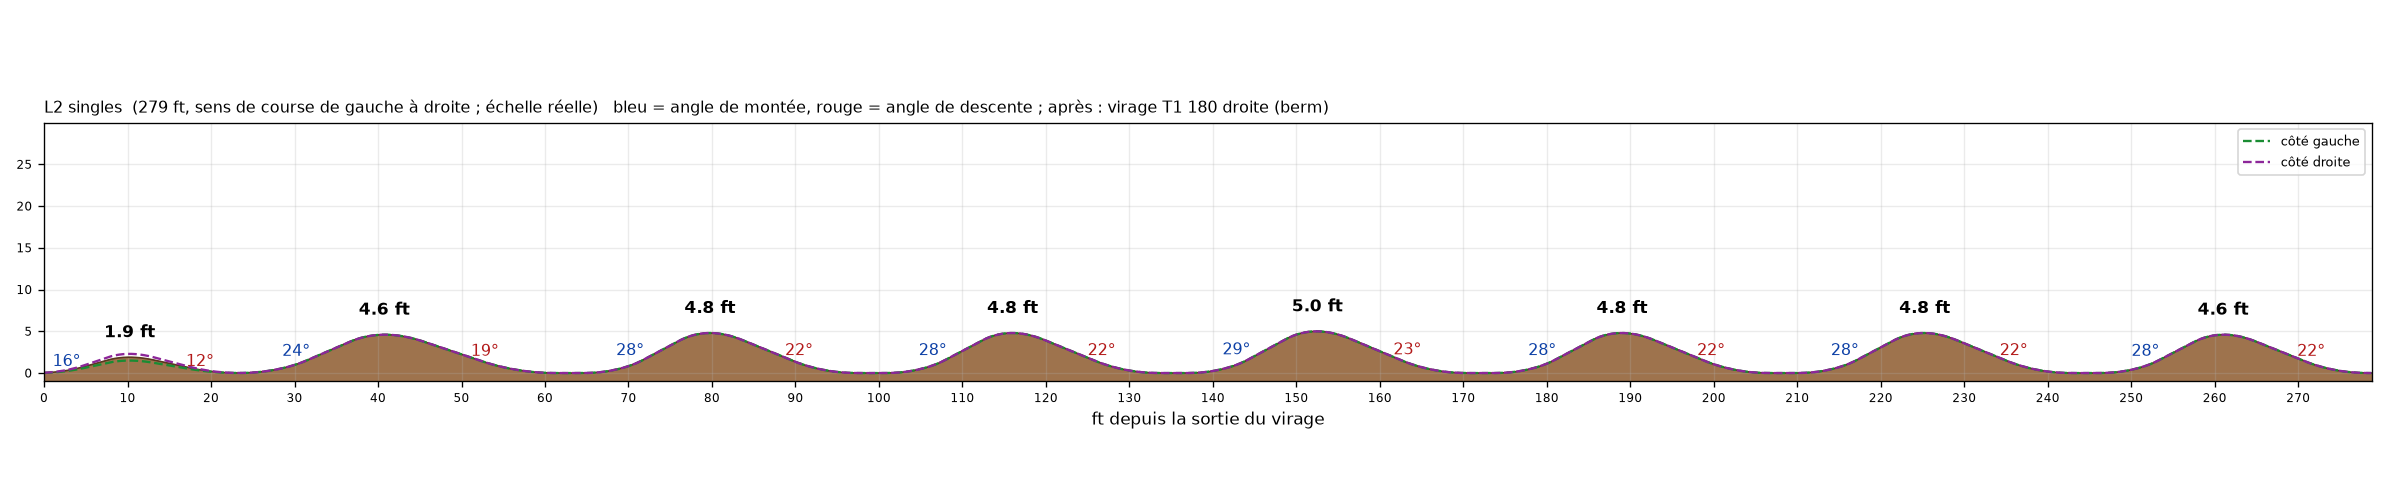 L2 singles  (279 ft, sens de course de gauche à droite ; échelle réelle)   bleu = angle de montée, rouge = angle de descente ; après : virage T1 180 droite (berm)
côté gauche
côté droite
25
20
15
10
5
0
1.9 ft
4.6 ft
4.8 ft
4.8 ft
5.0 ft
4.8 ft
4.8 ft
4.6 ft
16° 12° 24° 19° 28° 22° 28° 22° 29° 23° 28° 22° 28° 22° 28° 22°
0 10 20 30 40 50 60 70 80 90 100 110 120 130 140 150 160 170 180 190 200 210 220 230 240 250 260 270
ft depuis la sortie du virage